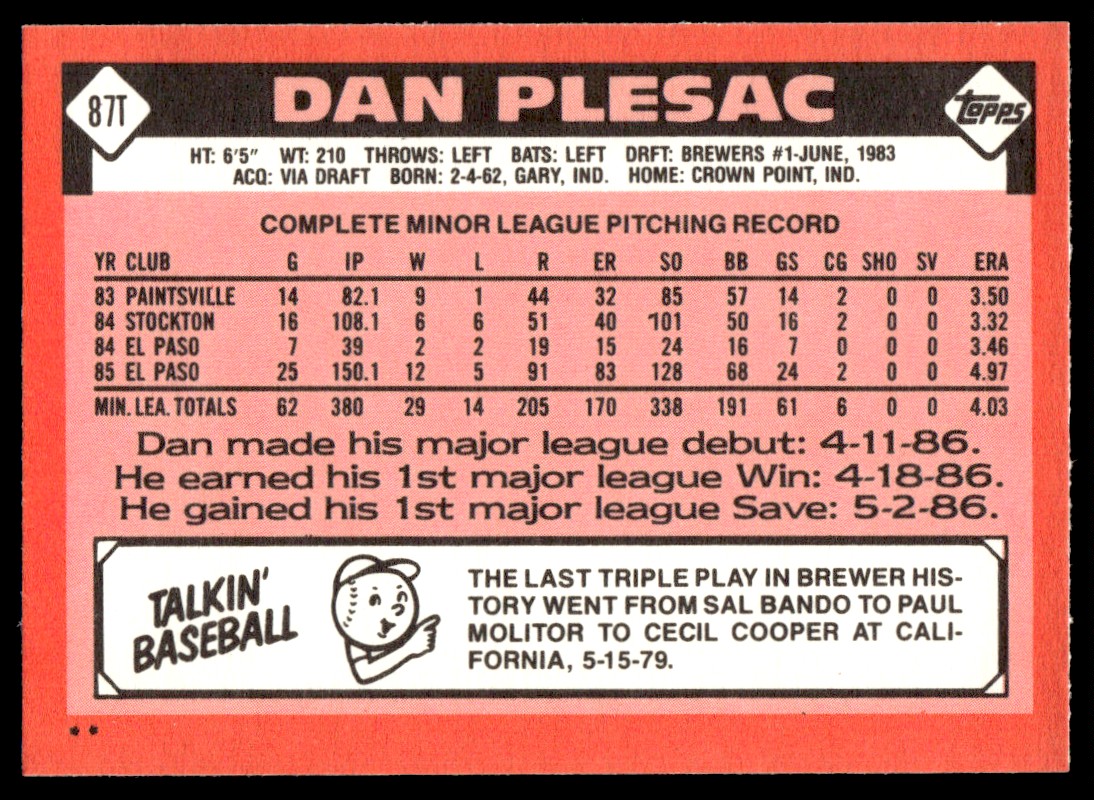 87T
DAN PLESAC
Topps
HT: 6'5" WT: 210 THROWS: LEFT BATS: LEFT DRFT: BREWERS #1-JUNE, 1983
ACQ: VIA DRAFT BORN: 2-4-62, GARY, IND. HOME: CROWN POINT, IND.
COMPLETE MINOR LEAGUE PITCHING RECORD
YR CLUB G IP W L R ER SO BB GS CG SHO SV ERA
83 PAINTSVILLE 14 82.1 9 1 44 32 85 57 14 2 0 0 3.50
84 STOCKTON 16 108.1 6 6 51 40 101 50 16 2 0 0 3.32
84 EL PASO 7 39 2 2 19 15 24 16 7 0 0 0 3.46
85 EL PASO 25 150.1 12 5 91 83 128 68 24 2 0 0 4.97
MIN. LEA. TOTALS 62 380 29 14 205 170 338 191 61 6 0 0 4.03
Dan made his major league debut: 4-11-86.
He earned his 1st major league Win: 4-18-86.
He gained his 1st major league Save: 5-2-86.
TALKIN'
BASEBALL
THE LAST TRIPLE PLAY IN BREWER HIS-
TORY WENT FROM SAL BANDO TO PAUL
MOLITOR TO CECIL COOPER AT CALI-
FORNIA, 5-15-79.
* *